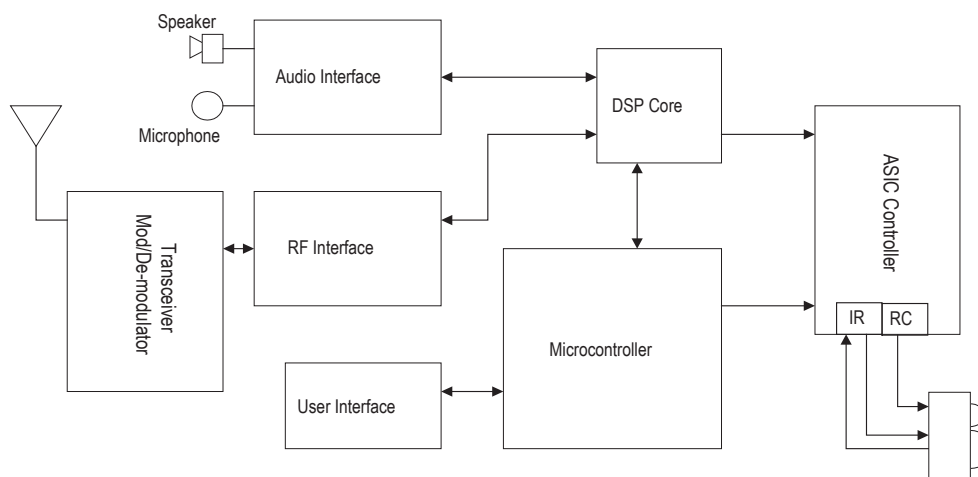 Speaker
Audio Interface
Microphone
DSP Core
ASIC Controller
Transceiver
Mod/De-modulator
RF Interface
IR
RC
Microcontroller
User Interface